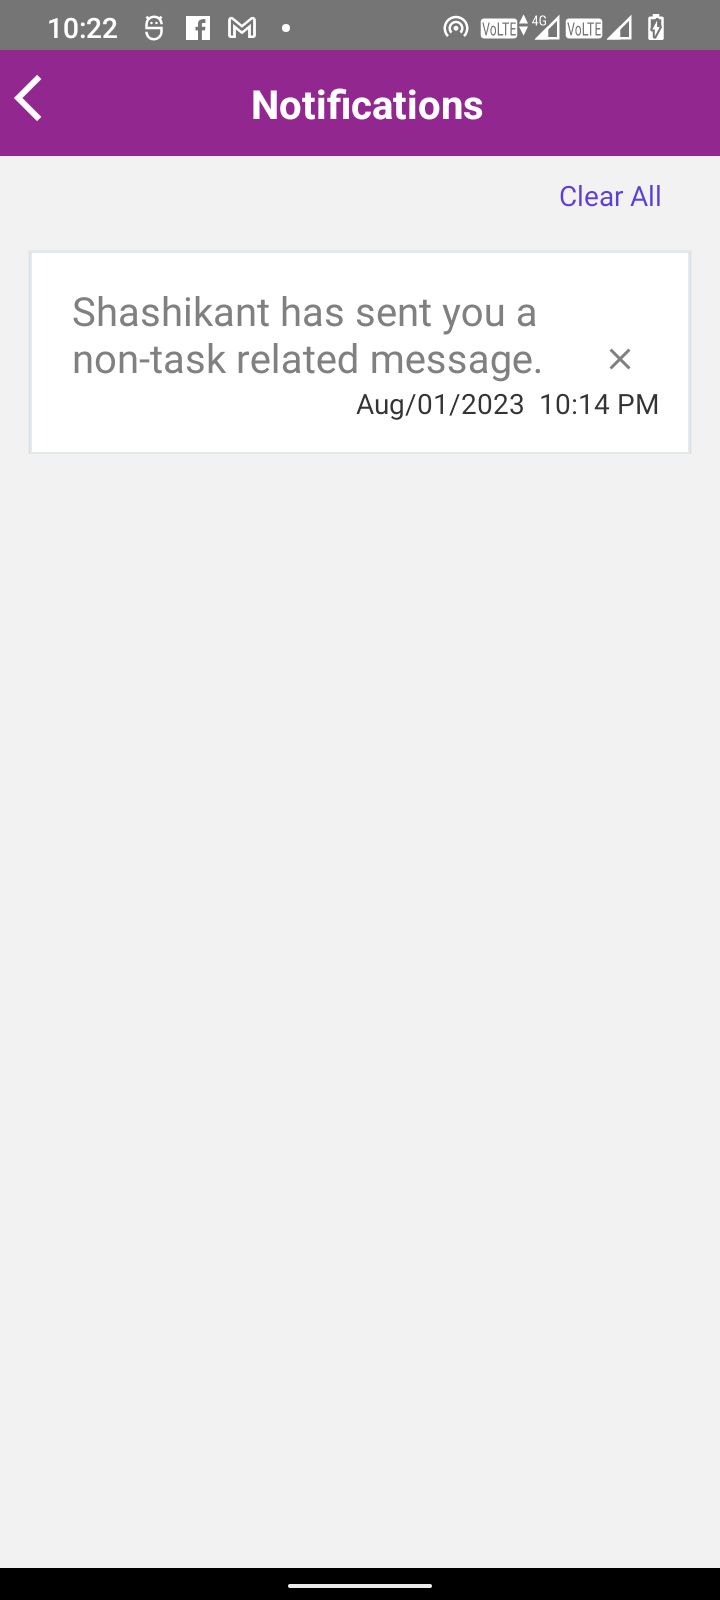 10:22
VoLTE 4G VoLTE
Notifications
Clear All
Shashikant has sent you a
non-task related message.
Aug/01/2023 10:14 PM